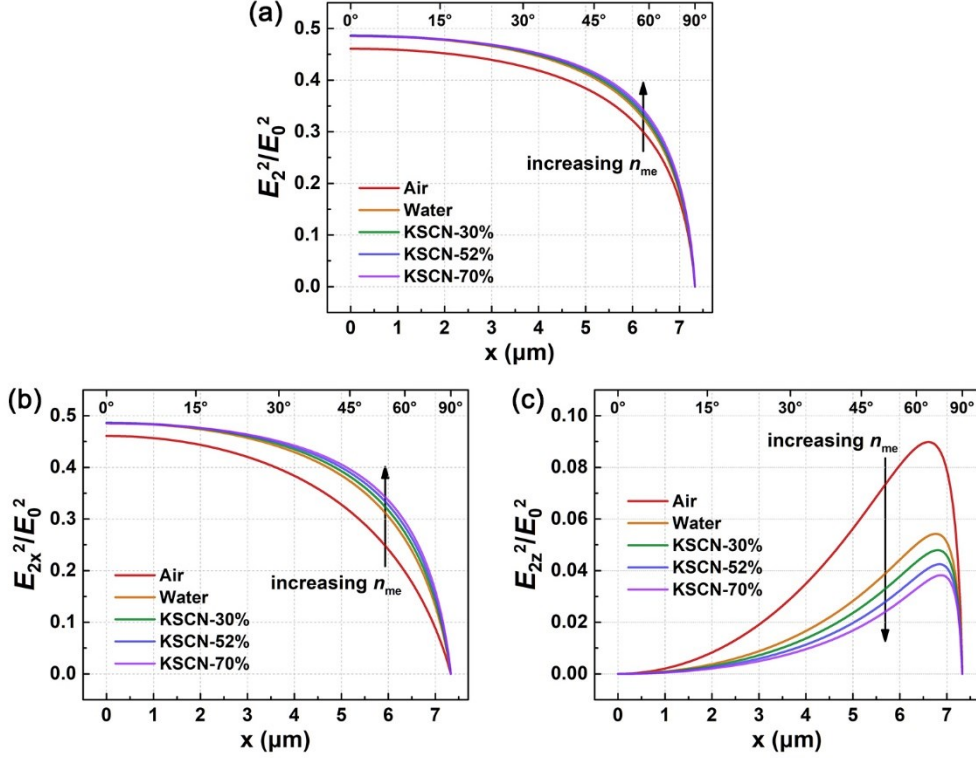 (a)
0° 15° 30° 45° 60° 90°
0.5
0.4
0.3
0.2
0.1
0.0
E₂²/E₀²
increasing nme
Air
Water
KSCN-30%
KSCN-52%
KSCN-70%
0 1 2 3 4 5 6 7
x (μm)
(b)
0° 15° 30° 45° 60° 90°
0.5
0.4
0.3
0.2
0.1
0.0
E₂ₓ²/E₀²
increasing nme
Air
Water
KSCN-30%
KSCN-52%
KSCN-70%
0 1 2 3 4 5 6 7
x (μm)
(c)
0° 15° 30° 45° 60° 90°
0.10
0.08
0.06
0.04
0.02
0.00
E2z²/E₀²
increasing nme
Air
Water
KSCN-30%
KSCN-52%
KSCN-70%
0 1 2 3 4 5 6 7
x (μm)